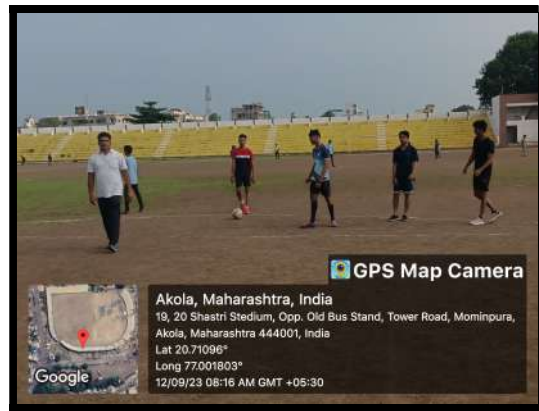 GPS Map Camera
Akola, Maharashtra, India
19, 20 Shastri Stedium, Opp. Old Bus Stand, Tower Road, Mominpura,
Akola, Maharashtra 444001, India
Lat 20.71096°
Long 77.001803°
12/09/23 08:16 AM GMT +05:30
Google